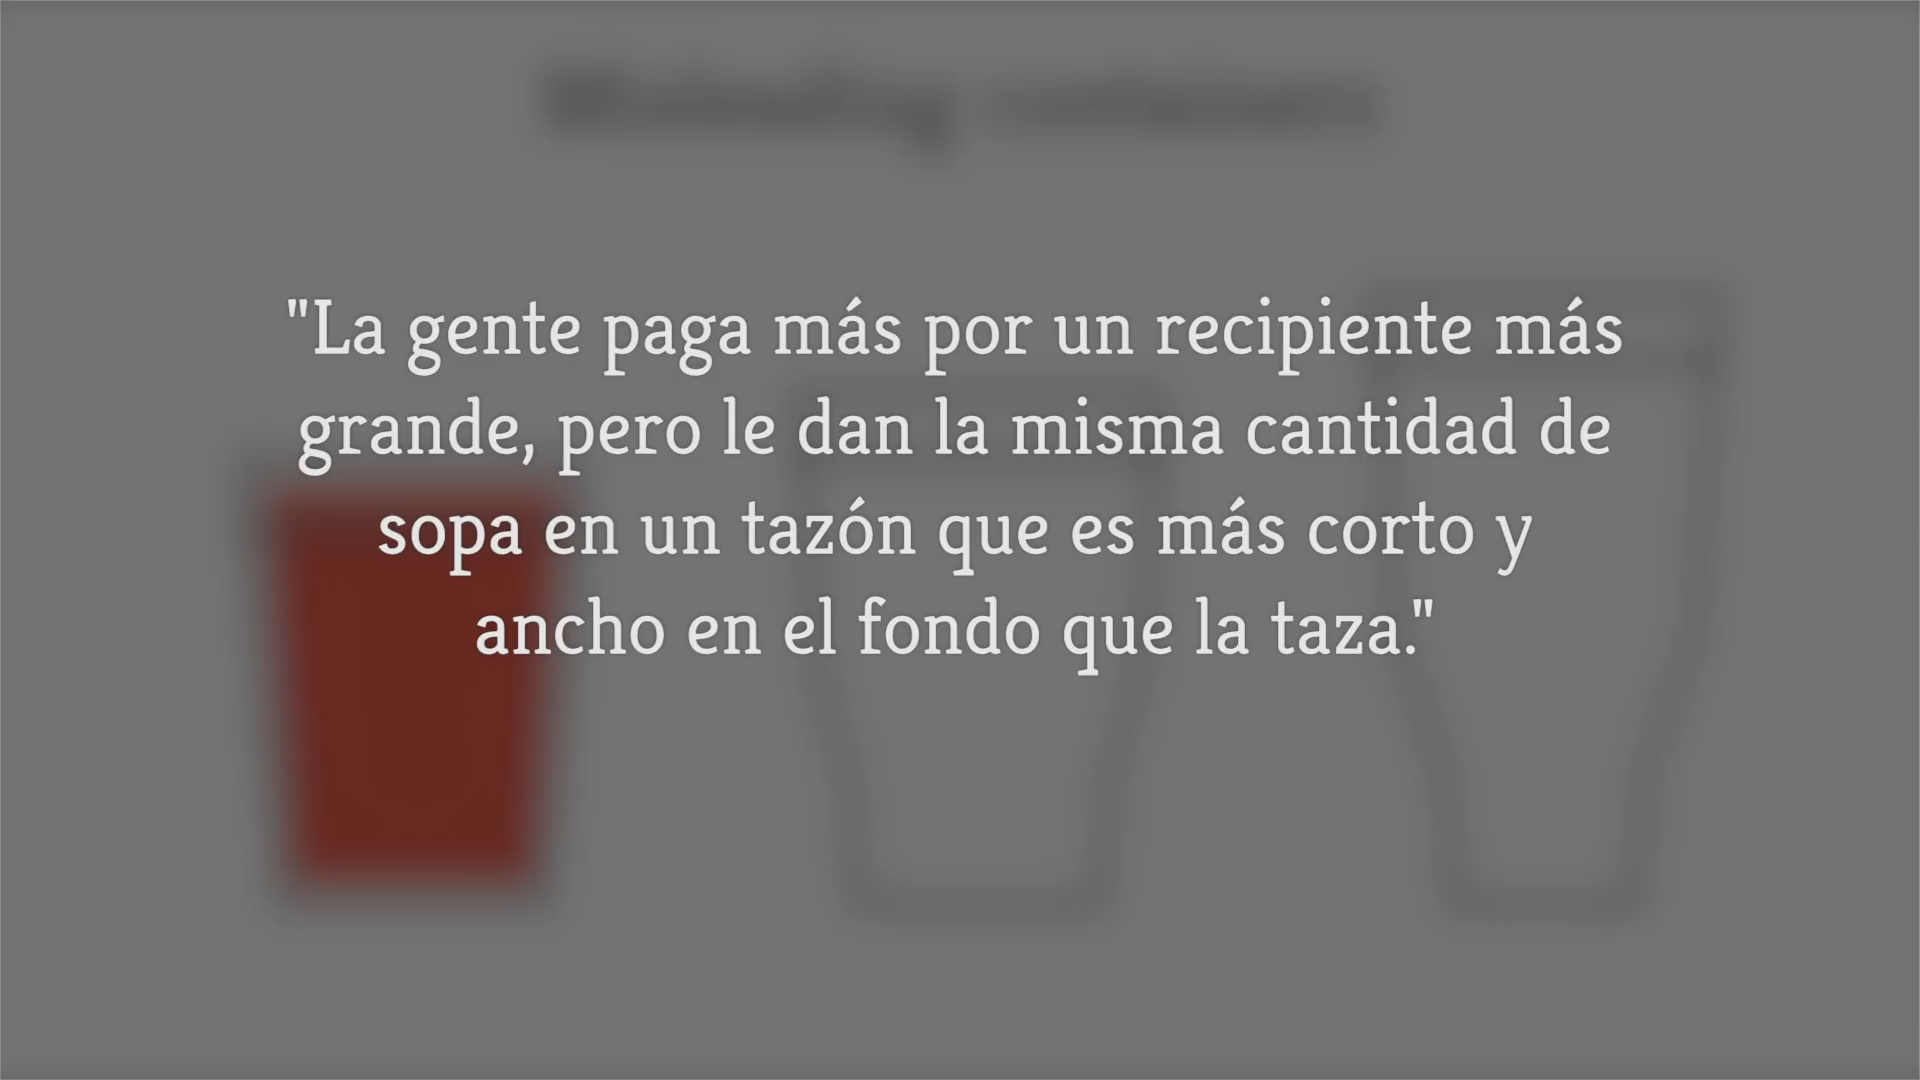 "La gente paga más por un recipiente más
grande, pero le dan la misma cantidad de
sopa en un tazón que es más corto y
ancho en el fondo que la taza."